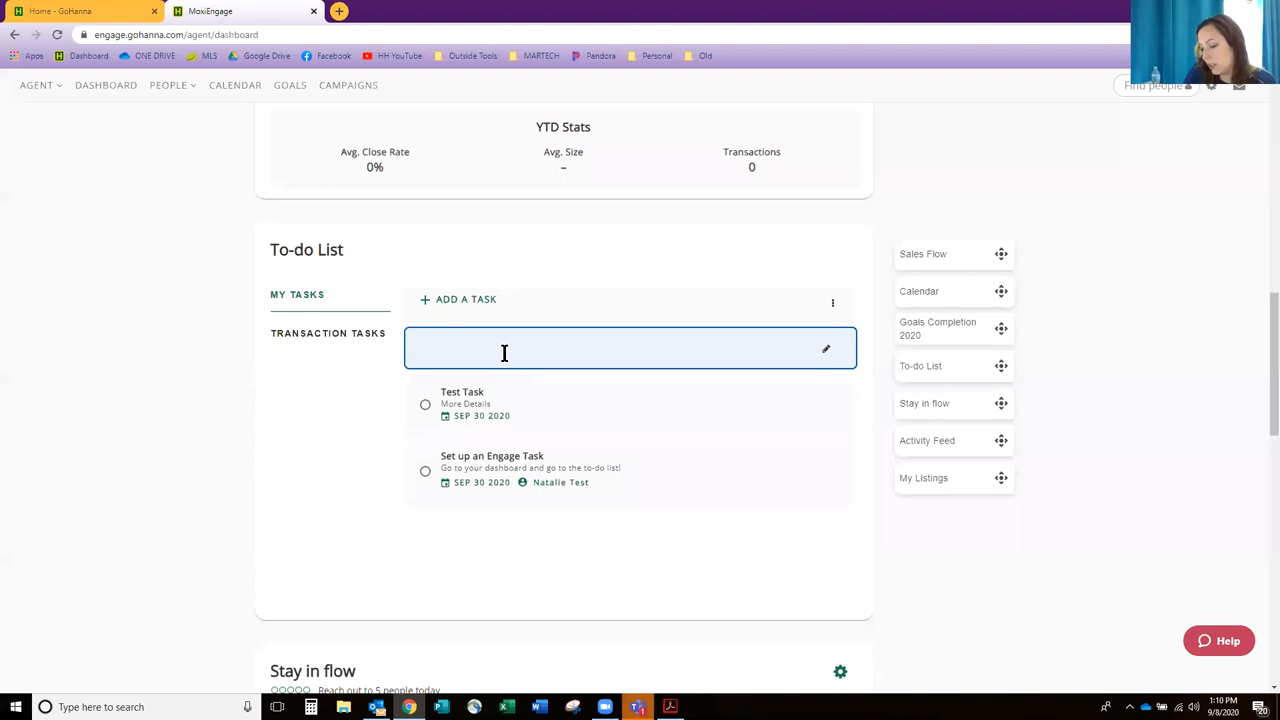 Home - GoHanna
MoxiEngage
engage.gohanna.com/agent/dashboard
Apps Dashboard ONE DRIVE MLS Google Drive Facebook HH YouTube Outside Tools MARTECH Pandora Personal Old
AGENT DASHBOARD PEOPLE CALENDAR GOALS CAMPAIGNS
Find people
YTD Stats
Avg. Close Rate Avg. Size Transactions
0% – 0
To-do List
MY TASKS
+ ADD A TASK
TRANSACTION TASKS
Test Task
More Details
SEP 30 2020
Set up an Engage Task
Go to your dashboard and go to the to-do list!
SEP 30 2020 Natalie Test
Sales Flow
Calendar
Goals Completion
2020
To-do List
Stay in flow
Activity Feed
My Listings
Help
Stay in flow
Reach out to 5 people today
Type here to search
1:10 PM
9/8/2020
20